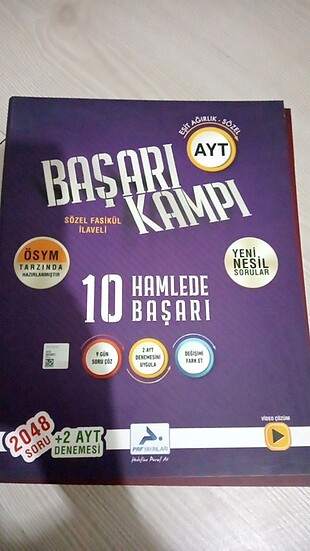 EŞİT AĞIRLIK - SÖZEL
AYT
BAŞARI
KAMPI
SÖZEL FASİKÜL
İLAVELİ
ÖSYM
TARZINDA
HAZIRLANMIŞTIR
YENİ
NESİL
SORULAR
10 HAMLEDE
BAŞARI
9 GÜN
SORU ÇÖZ
2 AYT
DENEMESİNİ
UYGULA
DEĞİŞİMİ
FARK ET
2048
SORU
+2 AYT
DENEMESİ
PRF YAYINLARI
VİDEO ÇÖZÜM